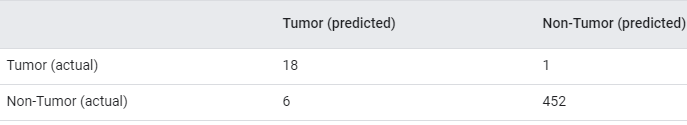 Tumor (predicted) Non-Tumor (predicted)
Tumor (actual) 18 1
Non-Tumor (actual) 6 452